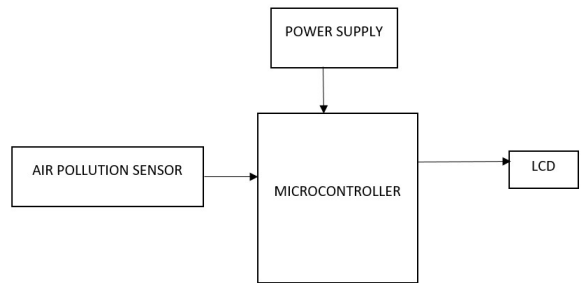 POWER SUPPLY
AIR POLLUTION SENSOR
MICROCONTROLLER
LCD